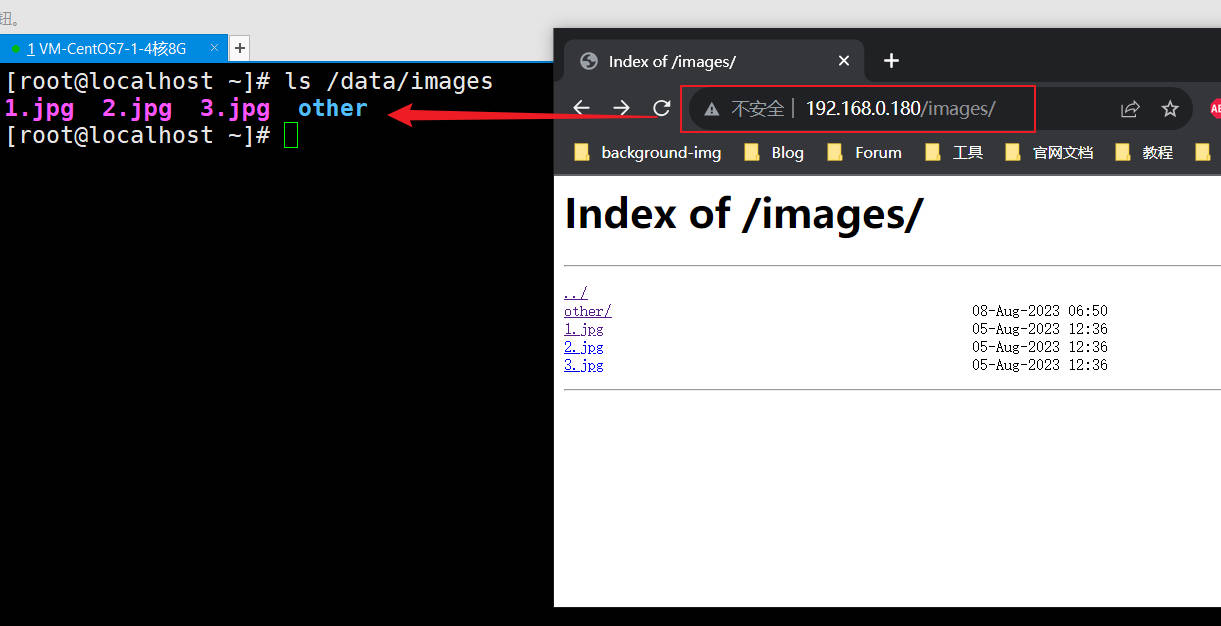 钮。
1 VM-CentOS7-1-4核8G
[root@localhost ~]# ls /data/images
1.jpg 2.jpg 3.jpg other
[root@localhost ~]#
Index of /images/
不安全 | 192.168.0.180/images/
background-img Blog Forum 工具 官网文档 教程
Index of /images/
../
other/ 08-Aug-2023 06:50
1.jpg 05-Aug-2023 12:36
2.jpg 05-Aug-2023 12:36
3.jpg 05-Aug-2023 12:36